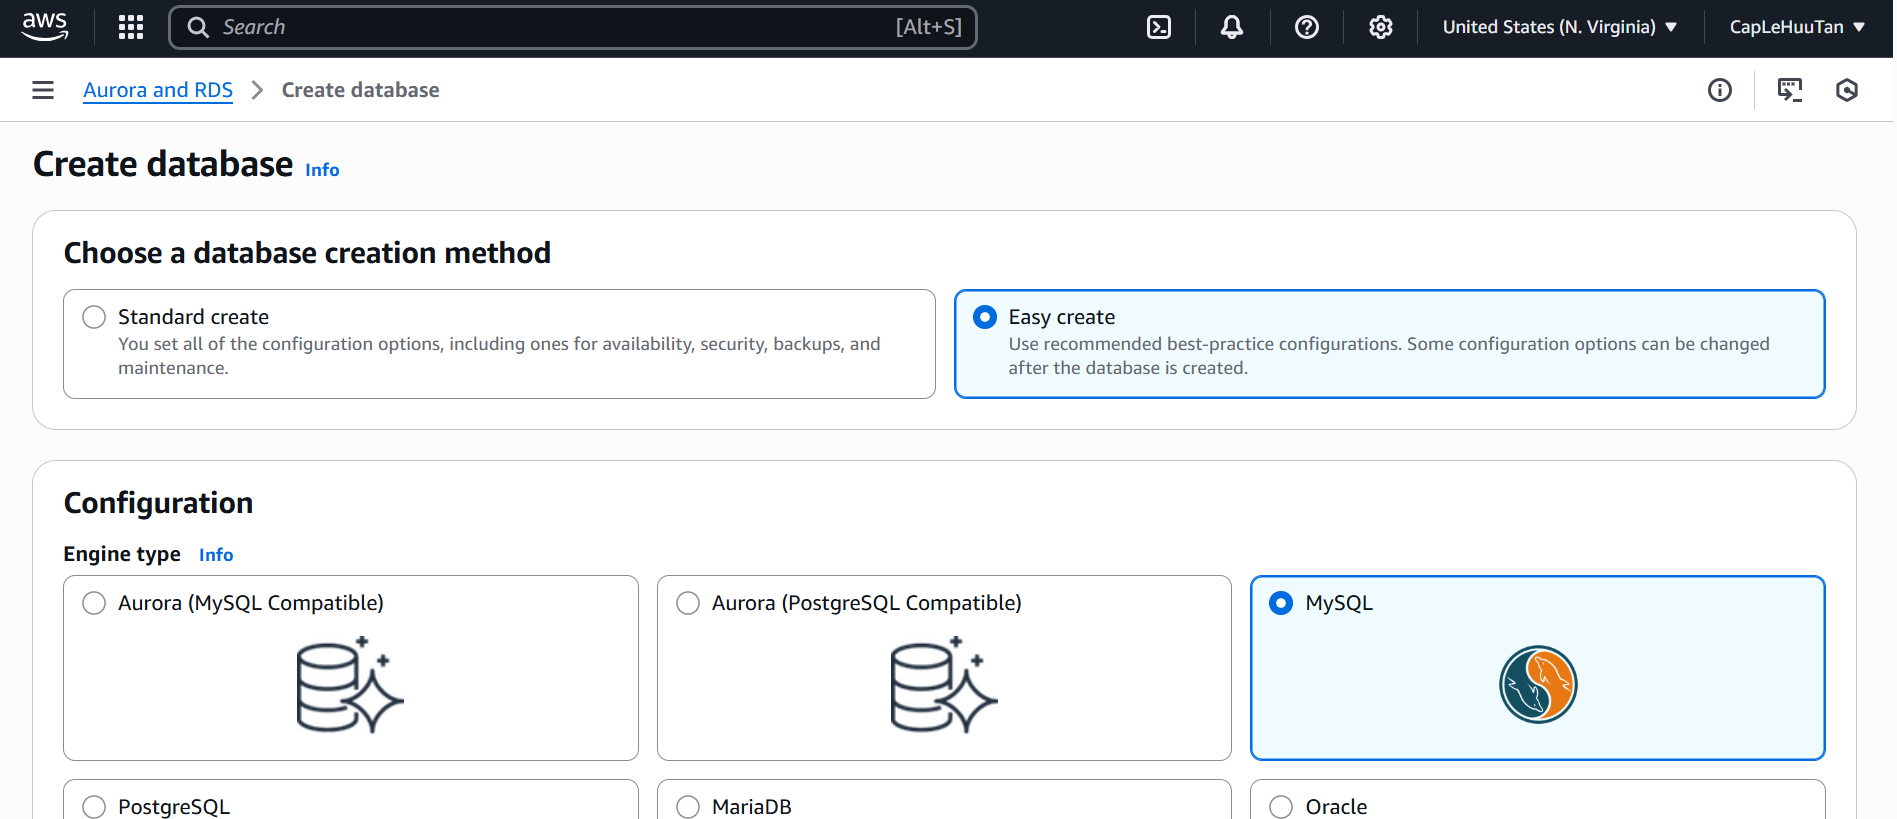 aws
Search [Alt+S]
United States (N. Virginia)
CapLeHuuTan
Aurora and RDS
Create database
Create database Info
Choose a database creation method
Standard create
You set all of the configuration options, including ones for availability, security, backups, and
maintenance.
Easy create
Use recommended best-practice configurations. Some configuration options can be changed
after the database is created.
Configuration
Engine type Info
Aurora (MySQL Compatible)
Aurora (PostgreSQL Compatible)
MySQL
PostgreSQL
MariaDB
Oracle